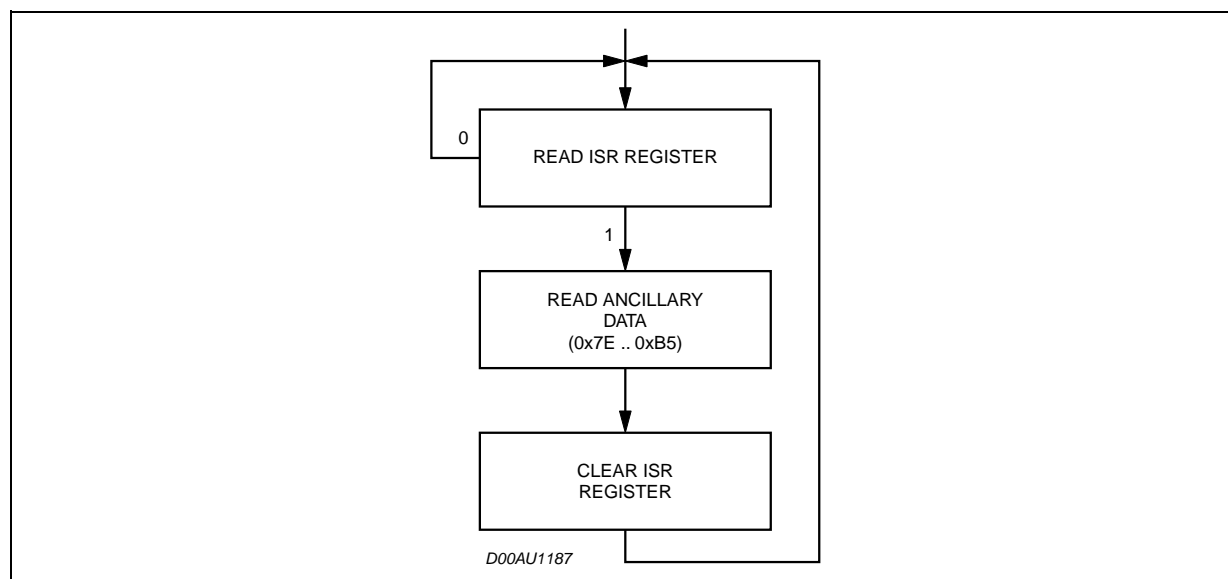 0
READ ISR REGISTER
1
READ ANCILLARY
DATA
(0x7E .. 0xB5)
CLEAR ISR
REGISTER
D00AU1187